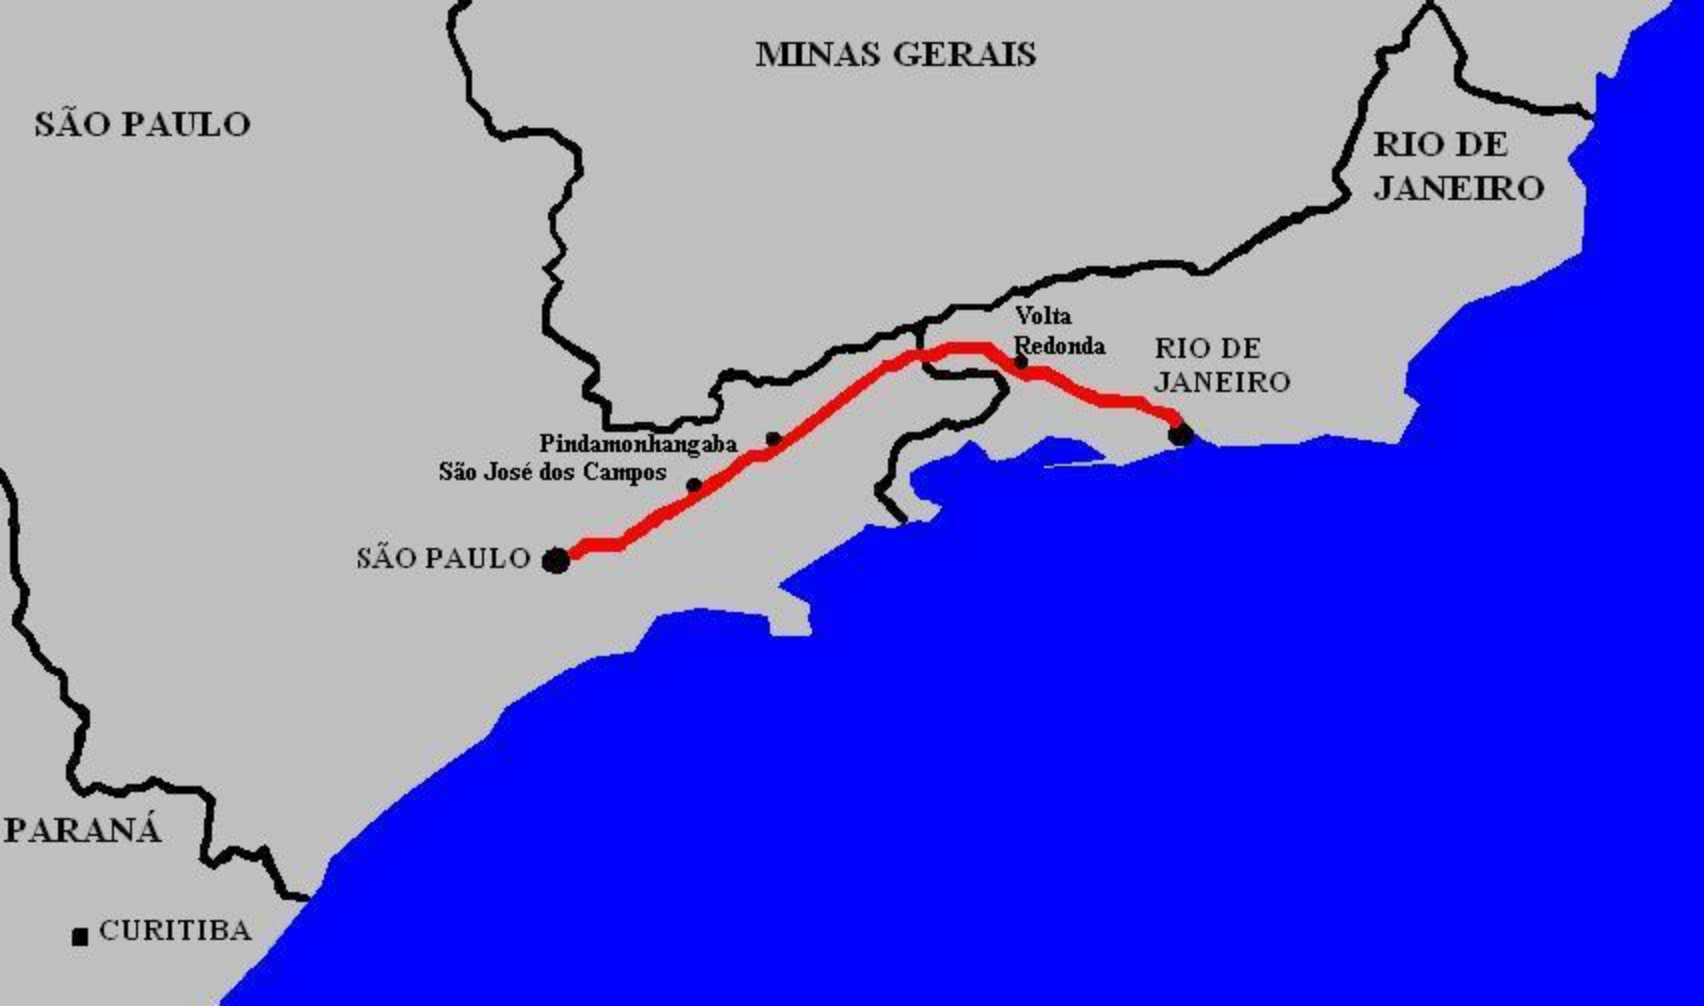 MINAS GERAIS
SÃO PAULO
RIO DE
JANEIRO
Volta
Redonda
RIO DE
JANEIRO
Pindamonhangaba
São José dos Campos
SÃO PAULO
PARANÁ
CURITIBA